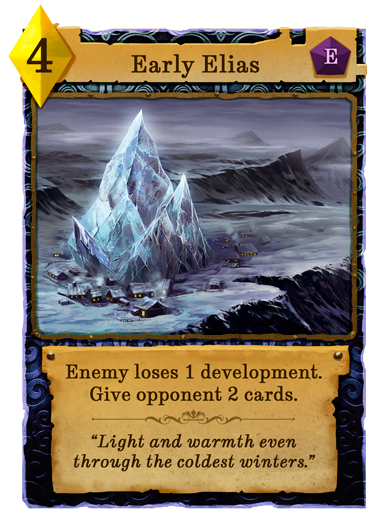 4
Early Elias
E
Enemy loses 1 development.
Give opponent 2 cards.
“Light and warmth even
through the coldest winters.”